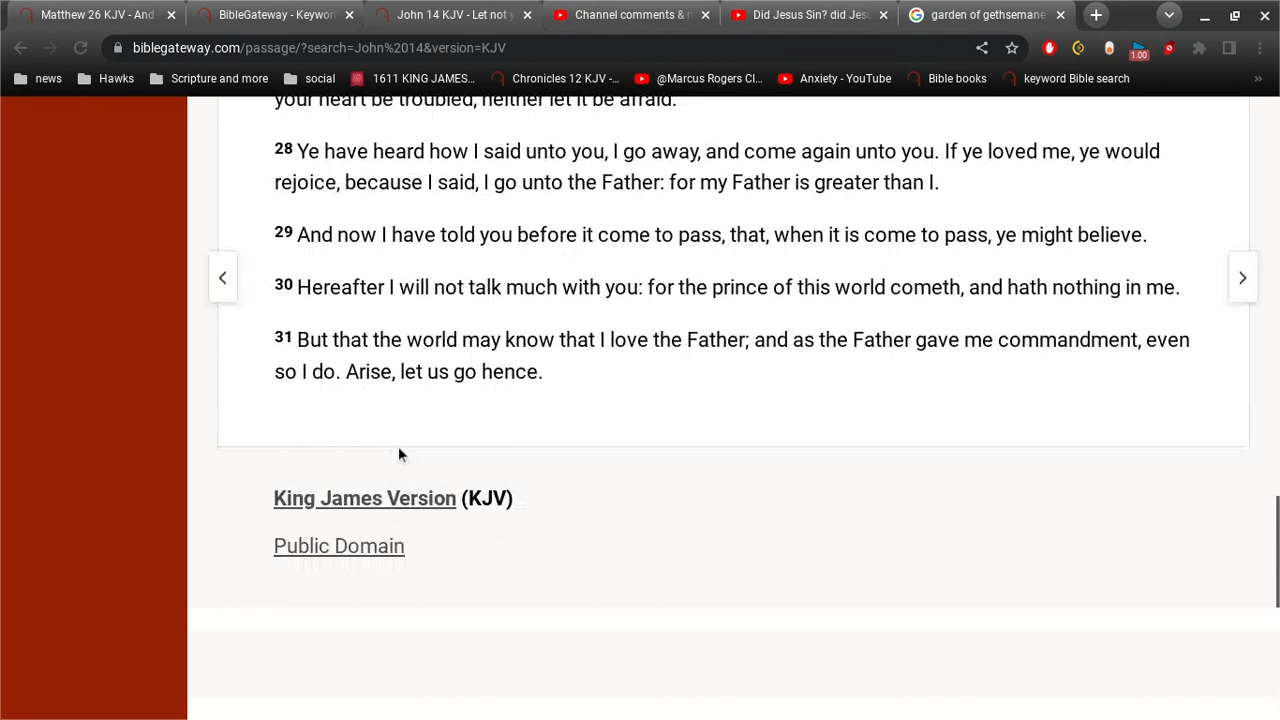 Matthew 26 KJV - And
BibleGateway - Keyword
John 14 KJV - Let not y
Channel comments & m
Did Jesus Sin? did Jesu
garden of gethsemane
biblegateway.com/passage/?search=John%2014&version=KJV
1.00
news
Hawks
Scripture and more
social
1611 KING JAMES...
Chronicles 12 KJV -...
@Marcus Rogers Cl...
Anxiety - YouTube
Bible books
keyword Bible search
»
your heart be troubled, neither let it be afraid.
28 Ye have heard how I said unto you, I go away, and come again unto you. If ye loved me, ye would
rejoice, because I said, I go unto the Father: for my Father is greater than I.
29 And now I have told you before it come to pass, that, when it is come to pass, ye might believe.
30 Hereafter I will not talk much with you: for the prince of this world cometh, and hath nothing in me.
31 But that the world may know that I love the Father; and as the Father gave me commandment, even
so I do. Arise, let us go hence.
King James Version (KJV)
Public Domain